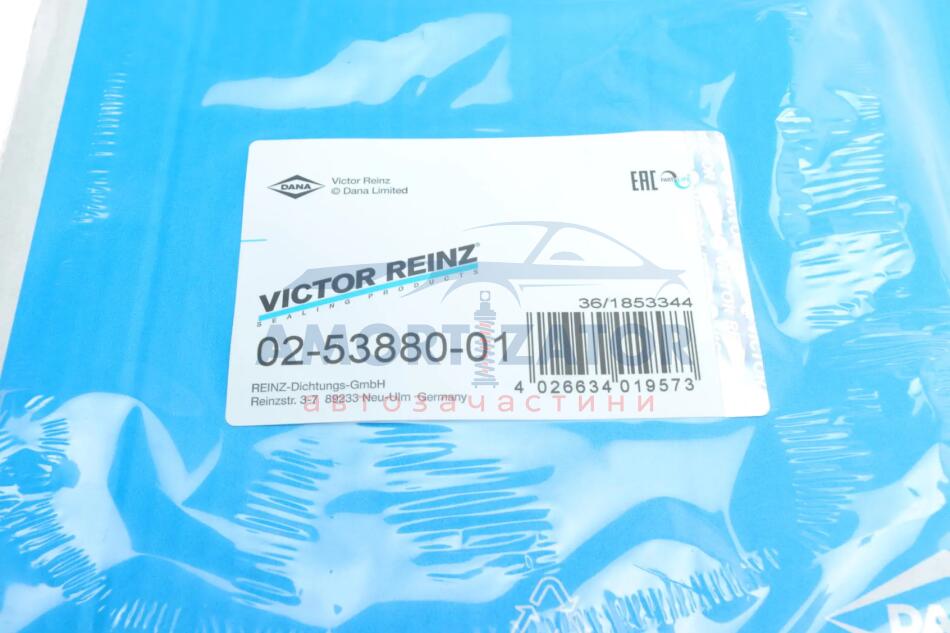 DANA
Victor Reinz
© Dana Limited
EAC
VICTOR REINZ®
SEALING PRODUCTS
36/1853344
AMORTIZATOR
02-53880-01
4 026634 019573
REINZ-Dichtungs-GmbH
Reinzstr. 3-7 89233 Neu-Ulm Germany
автозачастини